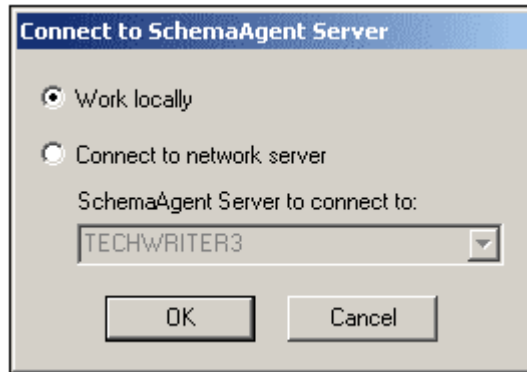 Connect to SchemaAgent Server
Work locally
Connect to network server
SchemaAgent Server to connect to:
TECHWRITER3
OK
Cancel